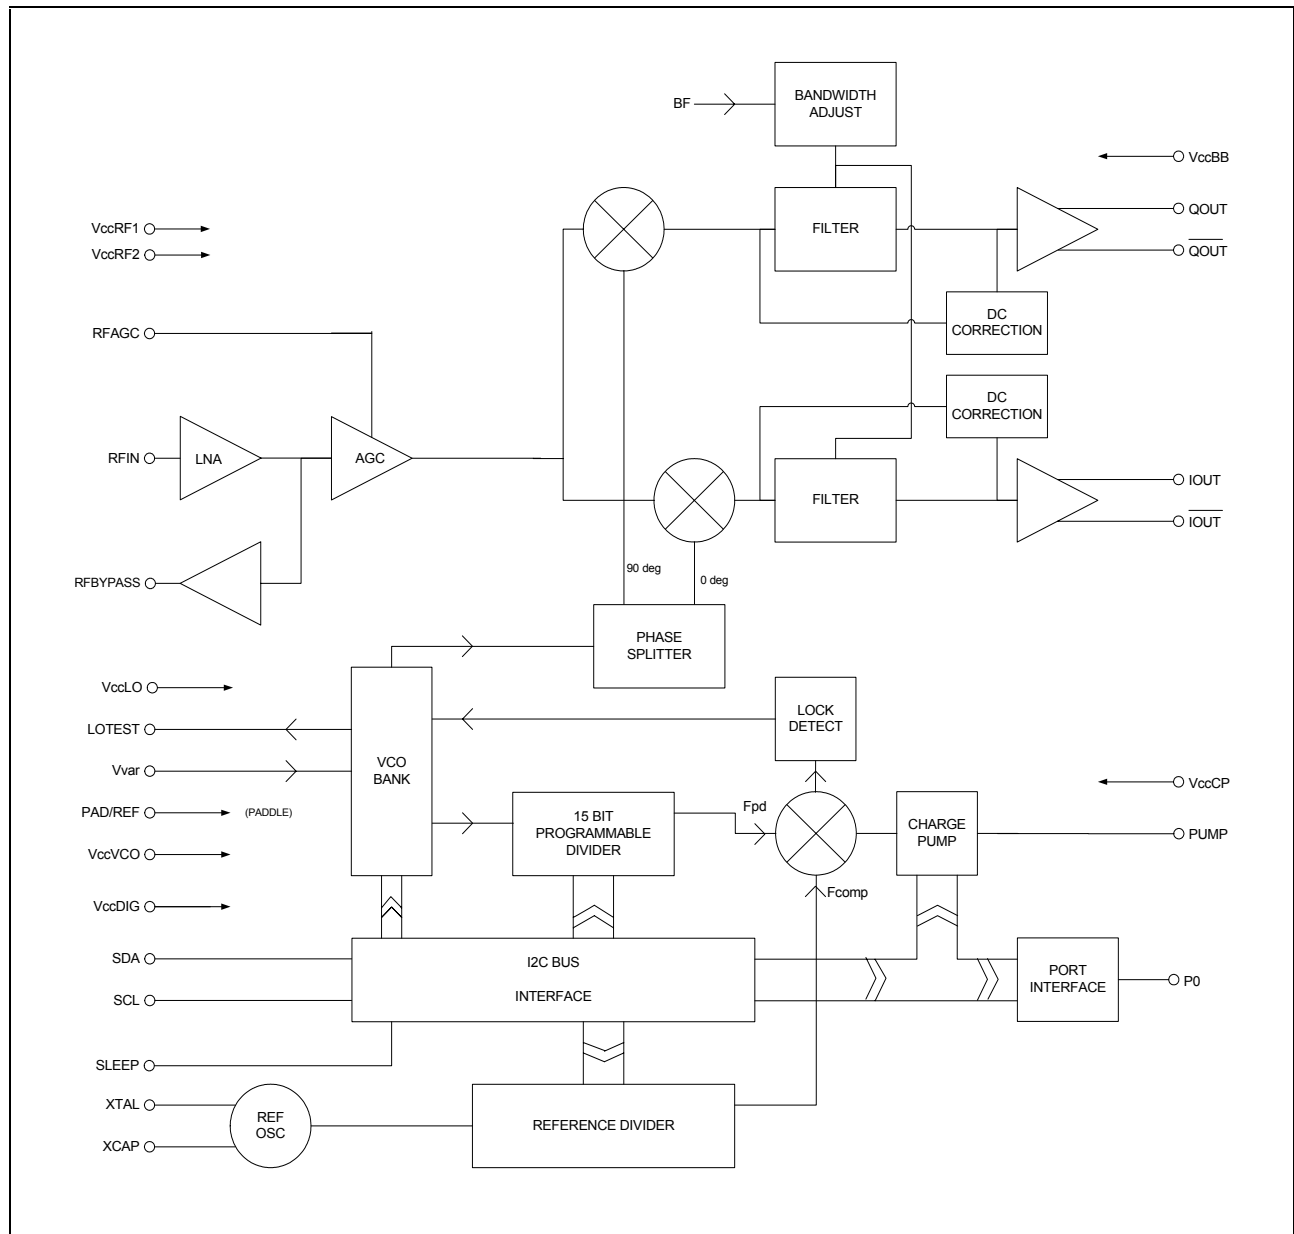 BANDWIDTH
ADJUST
BF
VccBB
VccRF1
VccRF2
FILTER
QOUT
QOUT
DC
CORRECTION
RFAGC
DC
CORRECTION
RFIN
LNA
AGC
FILTER
IOUT
IOUT
RFBYPASS
90 deg
0 deg
PHASE
SPLITTER
VccLO
LOTEST
LOCK
DETECT
VCO
BANK
Vvar
VccCP
PAD/REF
(PADDLE)
15 BIT
PROGRAMMABLE
DIVIDER
Fpd
CHARGE
PUMP
PUMP
VccVCO
Fcomp
VccDIG
SDA
I2C BUS
INTERFACE
PORT
INTERFACE
P0
SCL
SLEEP
XTAL
REF
OSC
REFERENCE DIVIDER
XCAP